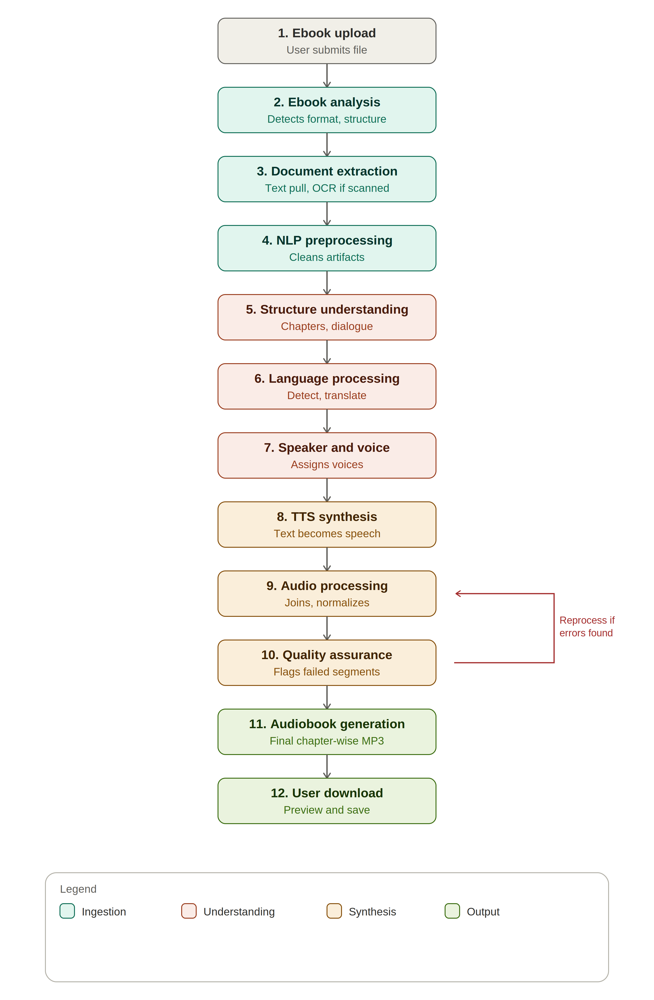 1. Ebook upload
User submits file
2. Ebook analysis
Detects format, structure
3. Document extraction
Text pull, OCR if scanned
4. NLP preprocessing
Cleans artifacts
5. Structure understanding
Chapters, dialogue
6. Language processing
Detect, translate
7. Speaker and voice
Assigns voices
8. TTS synthesis
Text becomes speech
9. Audio processing
Joins, normalizes
Reprocess if
errors found
10. Quality assurance
Flags failed segments
11. Audiobook generation
Final chapter-wise MP3
12. User download
Preview and save
Legend
Ingestion
Understanding
Synthesis
Output